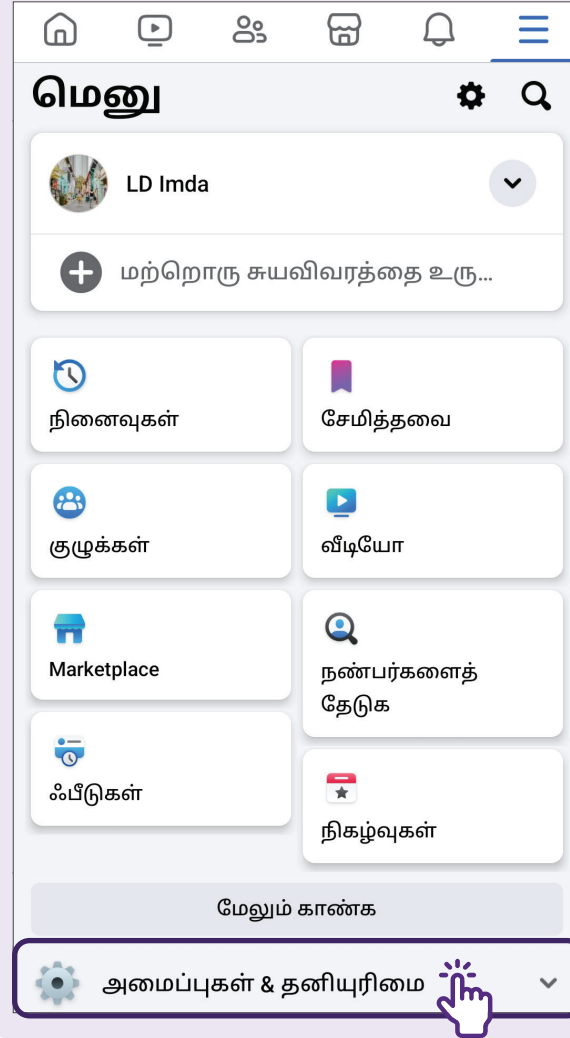 மெனு
LD Imda
மற்றொரு சுயவிவரத்தை உரு...
நினைவுகள்
சேமித்தவை
குழுக்கள்
வீடியோ
Marketplace
நண்பர்களைத்
தேடுக
ஃபீடுகள்
நிகழ்வுகள்
மேலும் காண்க
அமைப்புகள் & தனியுரிமை